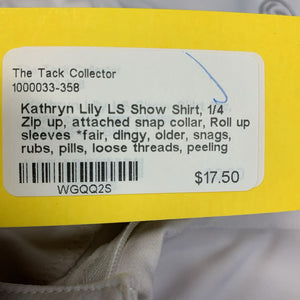 The Tack Collector
1000033-358
Kathryn Lily LS Show Shirt, 1/4
Zip up, attached snap collar, Roll up
sleeves *fair, dingy, older, snags,
rubs, pills, loose threads, peeling
WGQQ2S
$17.50